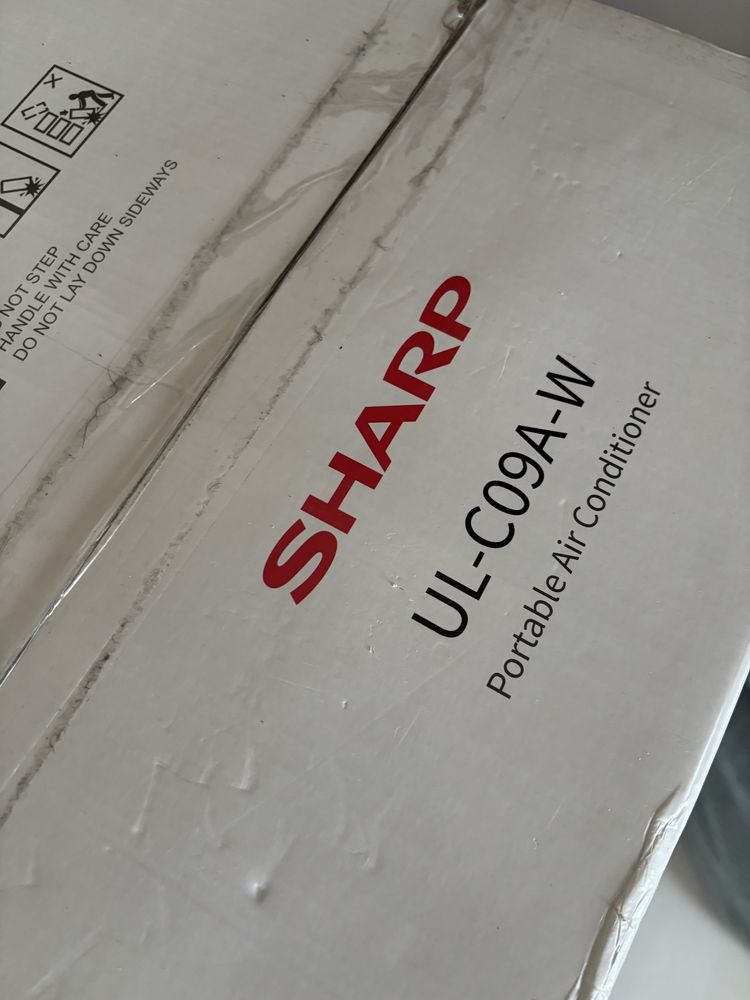 NOT STEP
HANDLE WITH CARE
DO NOT LAY DOWN SIDEWAYS
SHARP
UL-C09A-W
Portable Air Conditioner